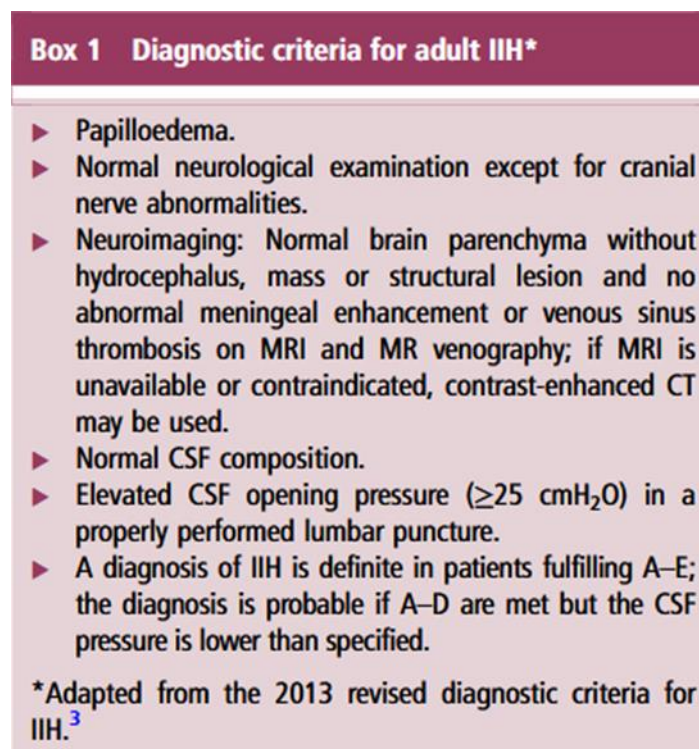 Box 1 Diagnostic criteria for adult IIH*
▶ Papilloedema.
▶ Normal neurological examination except for cranial
nerve abnormalities.
▶ Neuroimaging: Normal brain parenchyma without
hydrocephalus, mass or structural lesion and no
abnormal meningeal enhancement or venous sinus
thrombosis on MRI and MR venography; if MRI is
unavailable or contraindicated, contrast-enhanced CT
may be used.
▶ Normal CSF composition.
▶ Elevated CSF opening pressure (≥25 cmH₂O) in a
properly performed lumbar puncture.
▶ A diagnosis of IIH is definite in patients fulfilling A–E;
the diagnosis is probable if A–D are met but the CSF
pressure is lower than specified.
*Adapted from the 2013 revised diagnostic criteria for
IIH.³